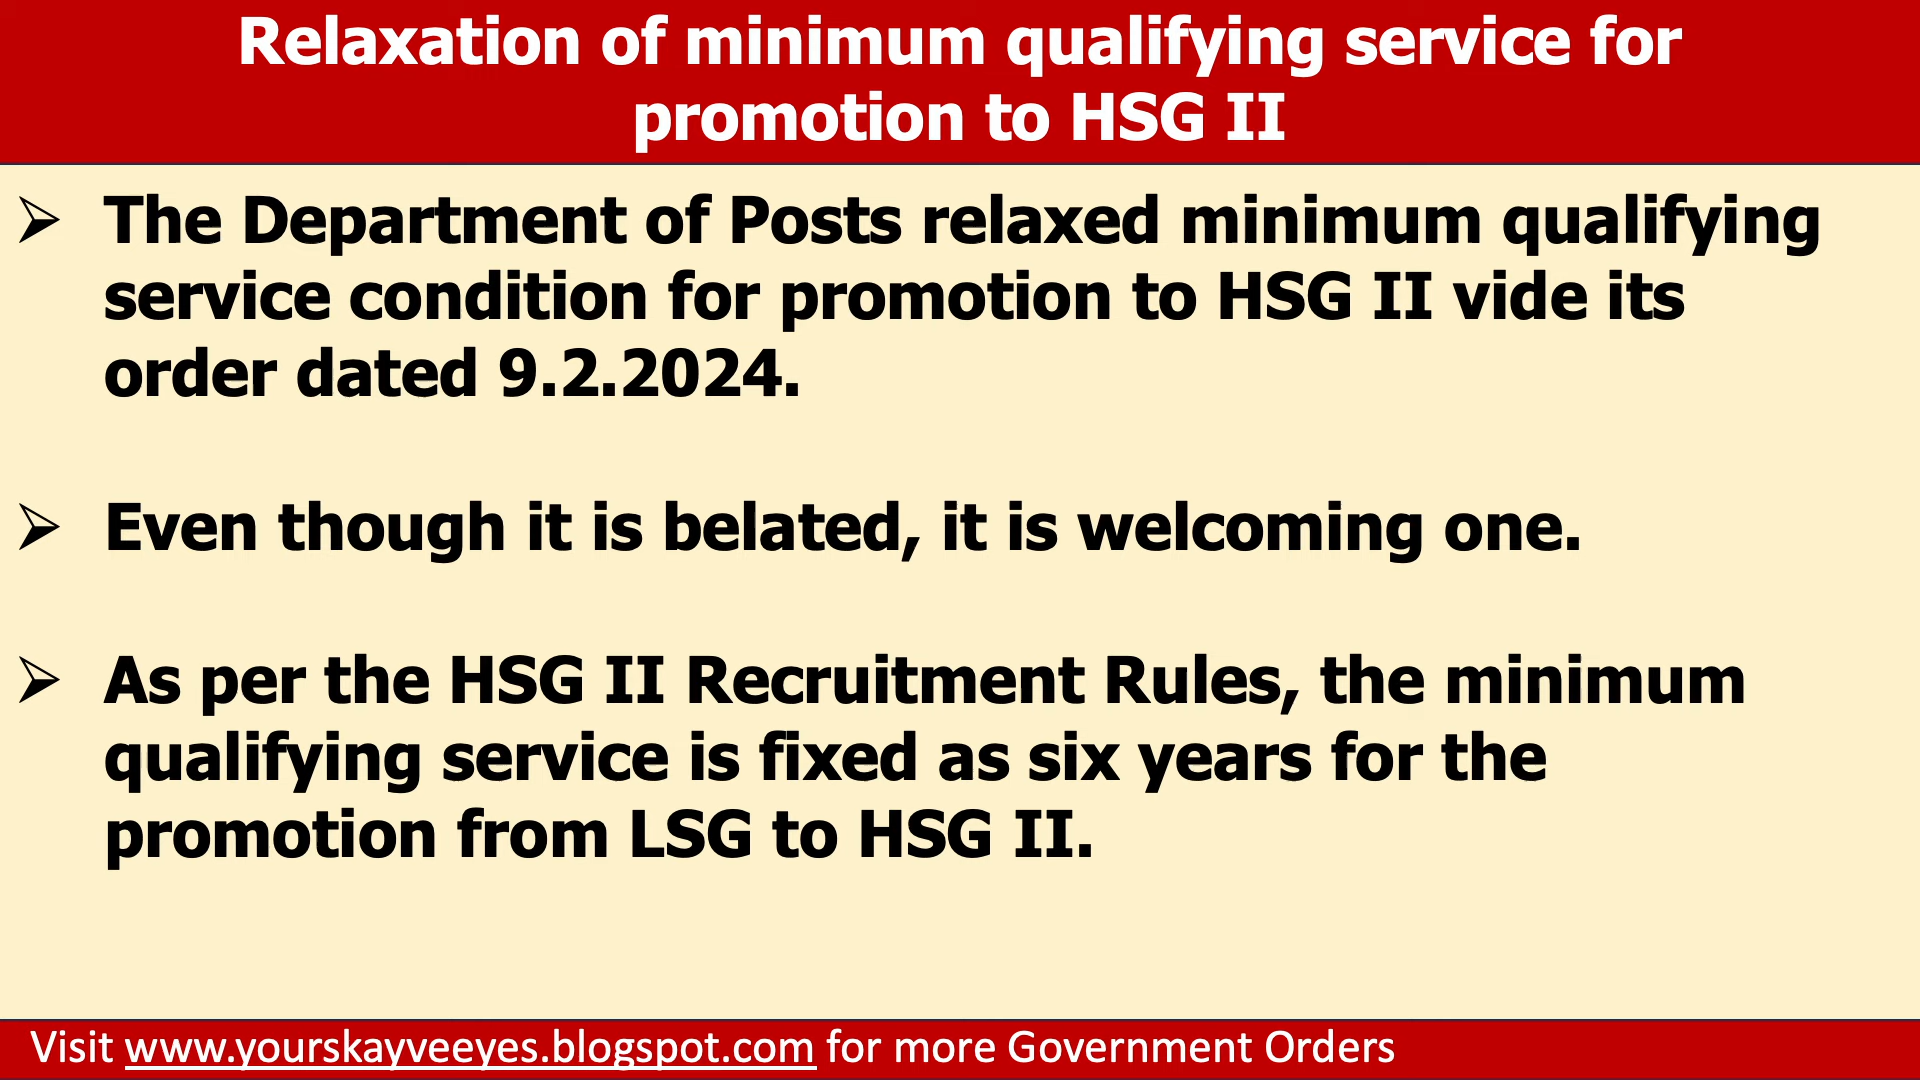 Relaxation of minimum qualifying service for
promotion to HSG II
➢ The Department of Posts relaxed minimum qualifying
service condition for promotion to HSG II vide its
order dated 9.2.2024.
➢ Even though it is belated, it is welcoming one.
➢ As per the HSG II Recruitment Rules, the minimum
qualifying service is fixed as six years for the
promotion from LSG to HSG II.
Visit www.yourskayveeyes.blogspot.com for more Government Orders